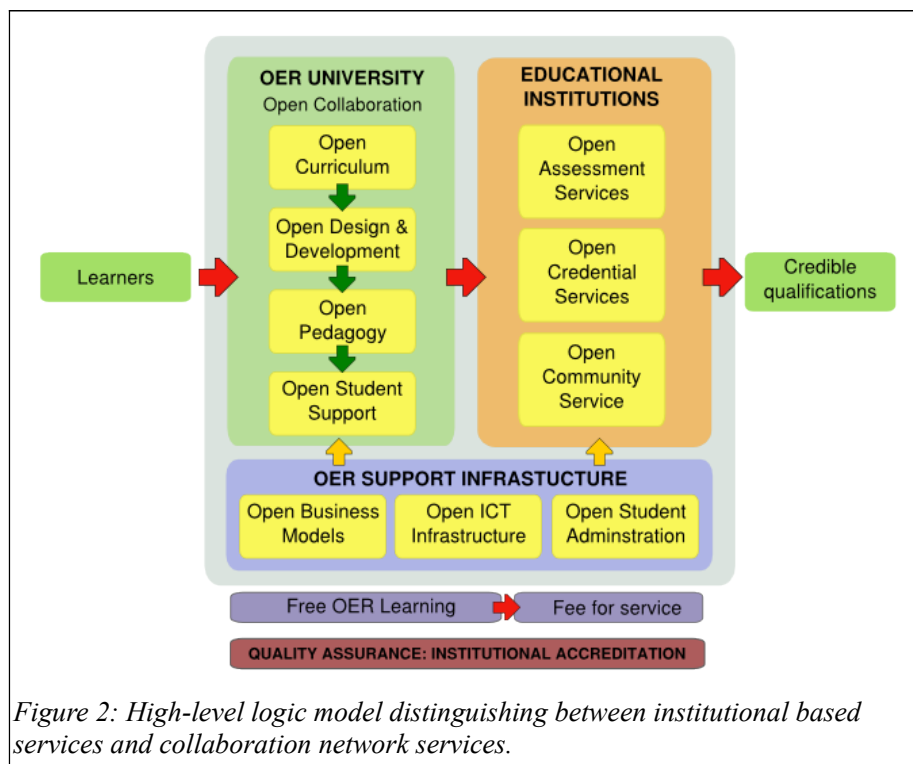 OER UNIVERSITY
Open Collaboration
Open
Curriculum
Open Design &
Development
Open
Pedagogy
Open Student
Support
EDUCATIONAL
INSTITUTIONS
Open
Assessment
Services
Open
Credential
Services
Open
Community
Service
Learners
Credible
qualifications
OER SUPPORT INFRASTUCTURE
Open Business
Models
Open ICT
Infrastructure
Open Student
Adminstration
Free OER Learning
Fee for service
QUALITY ASSURANCE: INSTITUTIONAL ACCREDITATION
Figure 2: High-level logic model distinguishing between institutional based
services and collaboration network services.